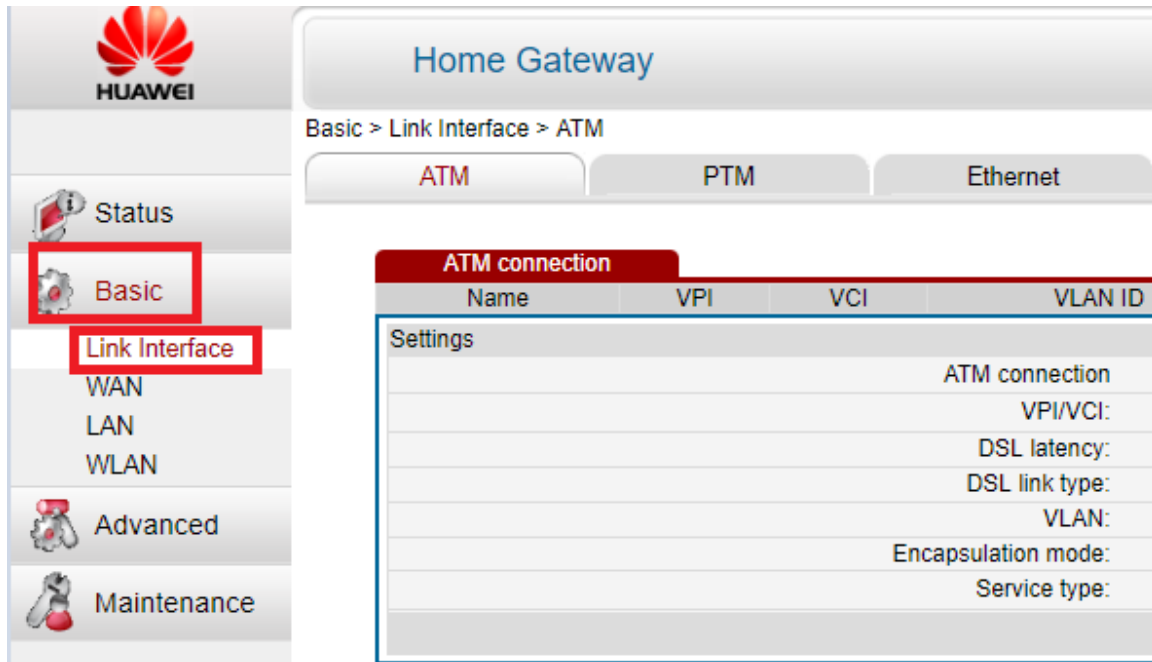 HUAWEI
Home Gateway
Basic > Link Interface > ATM
ATM PTM Ethernet
Status
Basic
Link Interface
WAN
LAN
WLAN
Advanced
Maintenance
ATM connection
Name VPI VCI VLAN ID
Settings
ATM connection
VPI/VCI:
DSL latency:
DSL link type:
VLAN:
Encapsulation mode:
Service type: